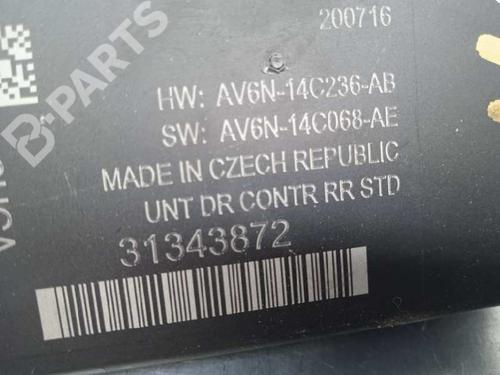 200716
HW: AV6N-14C236-AB
SW: AV6N-14C068-AE
MADE IN CZECH REPUBLIC
UNT DR CONTR RR STD
31343872
B-PARTS